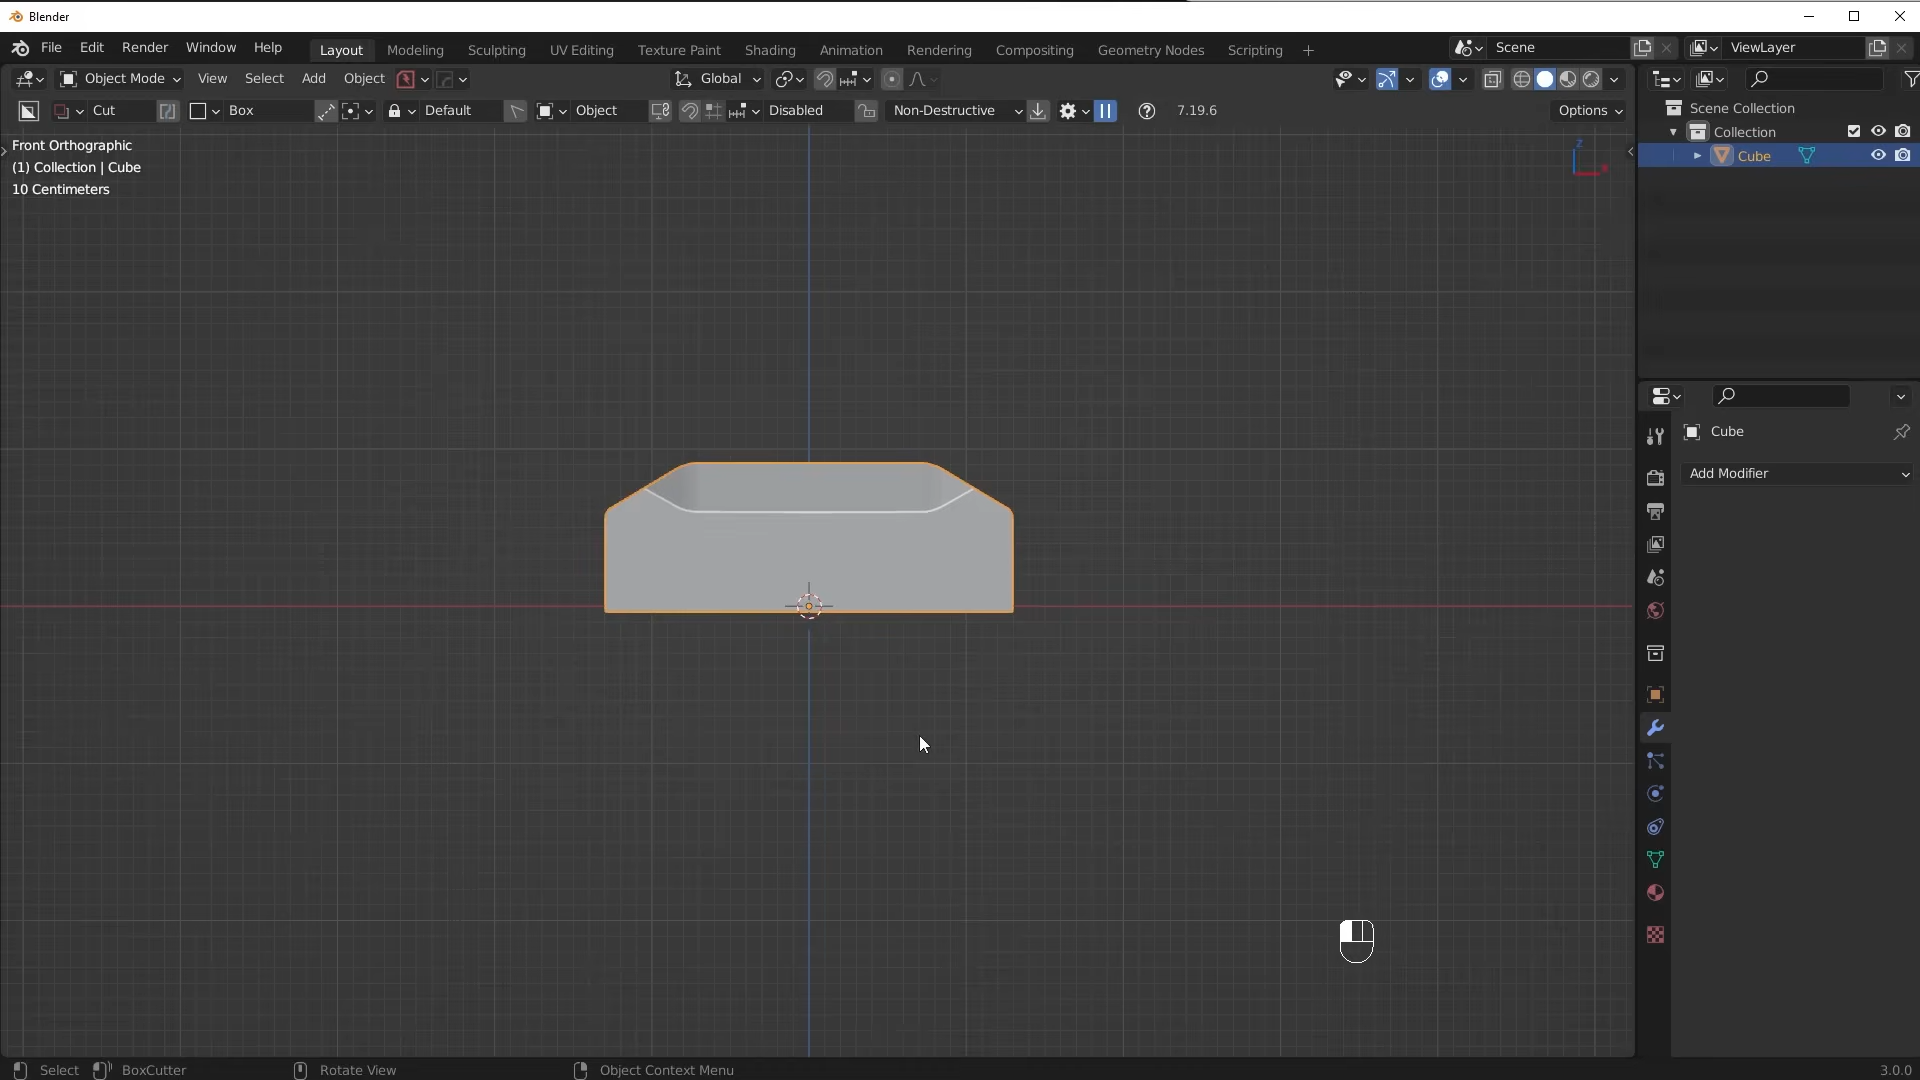 Blender
File Edit Render Window Help Layout Modeling Sculpting UV Editing Texture Paint Shading Animation Rendering Compositing Geometry Nodes Scripting + Scene ViewLayer
Object Mode View Select Add Object Global
Cut Box Default Object Disabled Non-Destructive 7.19.6 Options
Scene Collection
Collection
Cube
Front Orthographic
(1) Collection | Cube
10 Centimeters
Z
Cube
Add Modifier
Select BoxCutter Rotate View Object Context Menu 3.0.0